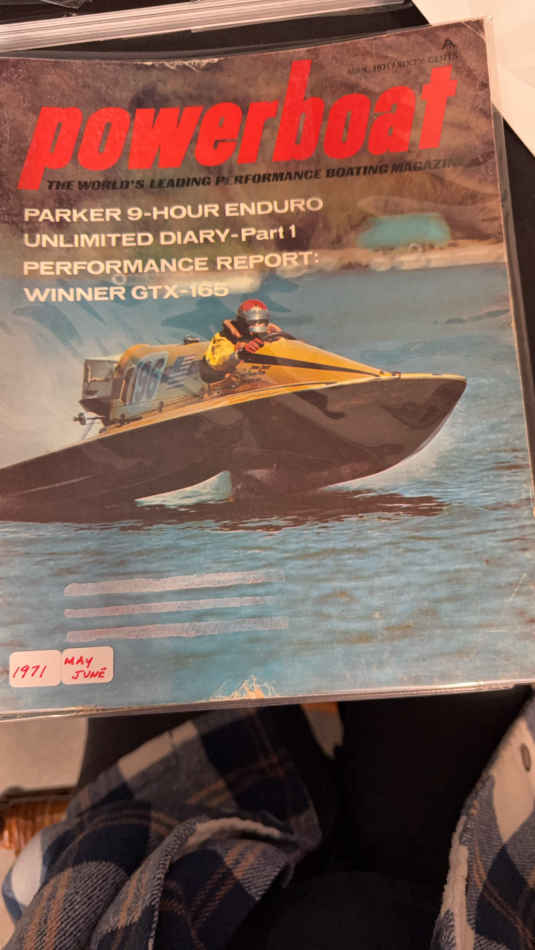 powerboat
THE WORLD'S LEADING PERFORMANCE BOATING MAGAZINE
PARKER 9-HOUR ENDURO
UNLIMITED DIARY-Part 1
PERFORMANCE REPORT:
WINNER GTX-165
1971
MAY
JUNE